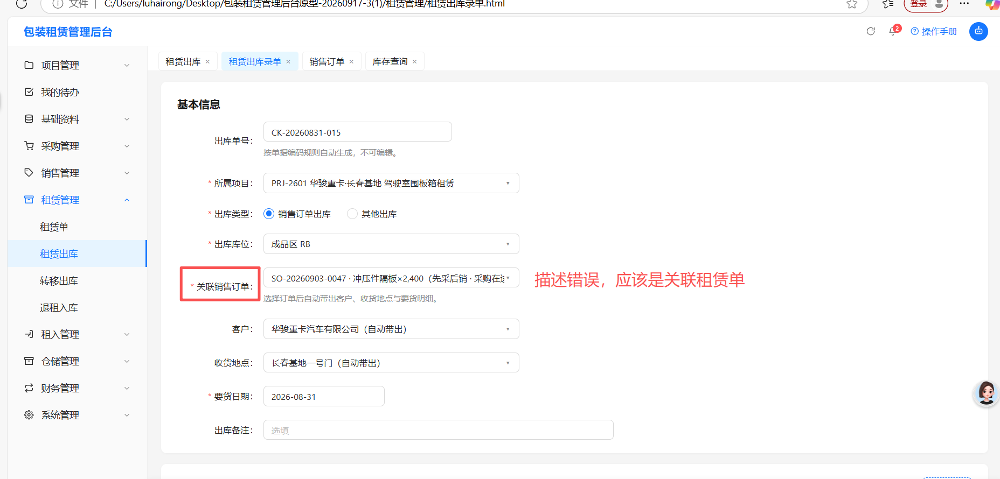 文件 | C:/Users/luhairong/Desktop/包装租赁管理后台原型-20260917-3(1)/租赁管理/租赁出库录单.html
登录
包装租赁管理后台
2
操作手册
项目管理
我的待办
基础资料
采购管理
销售管理
租赁管理
租赁单
租赁出库
转移出库
退租入库
租入管理
仓储管理
财务管理
系统管理
租赁出库 ×
租赁出库录单 ×
销售订单 ×
库存查询 ×
基本信息
出库单号： CK-20260831-015
按单据编码规则自动生成，不可编辑。
* 所属项目： PRJ-2601 华骏重卡·长春基地 驾驶室围板箱租赁
* 出库类型： 销售订单出库 其他出库
* 出库库位： 成品区 RB
* 关联销售订单： SO-20260903-0047 · 冲压件隔板×2,400（先采后销 · 采购在途
描述错误，应该是关联租赁单
选择订单后自动带出客户、收货地点与要货明细。
客户： 华骏重卡汽车有限公司（自动带出）
收货地点： 长春基地一号门（自动带出）
* 要货日期： 2026-08-31
出库备注： 选填